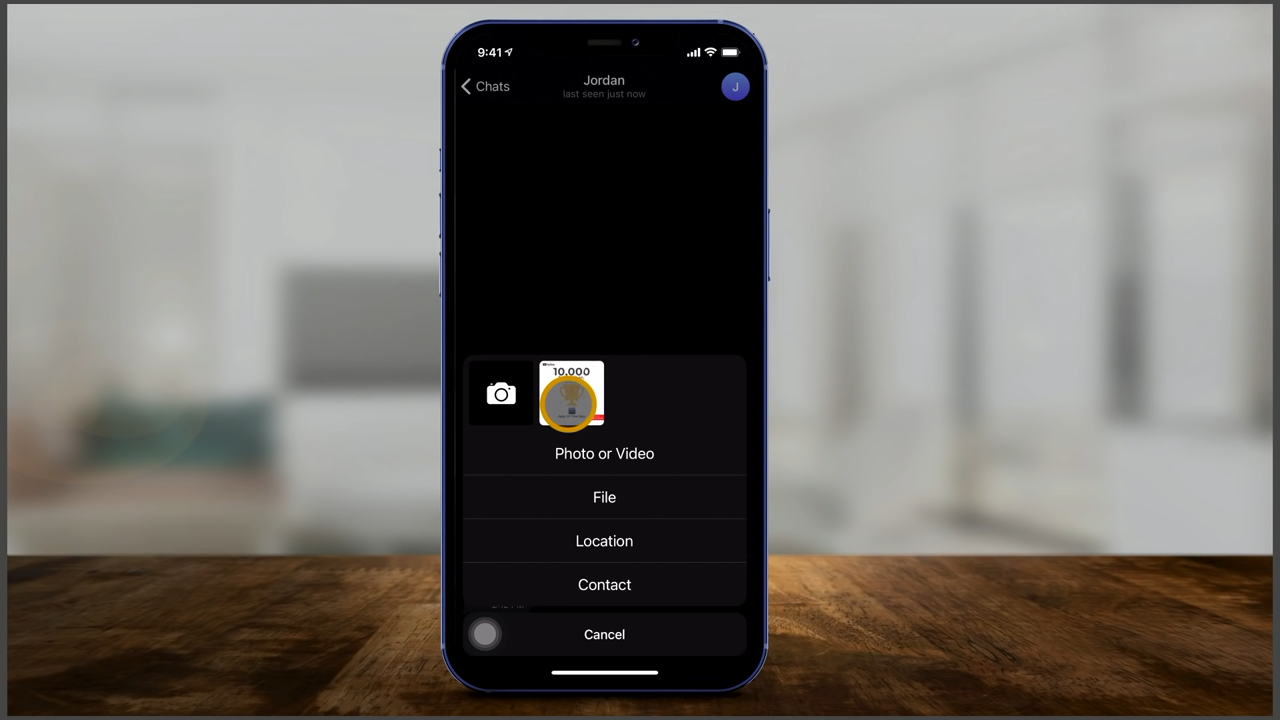 9:41
Chats
Jordan
last seen just now
J
10,000
Photo or Video
File
Location
Contact
Cancel